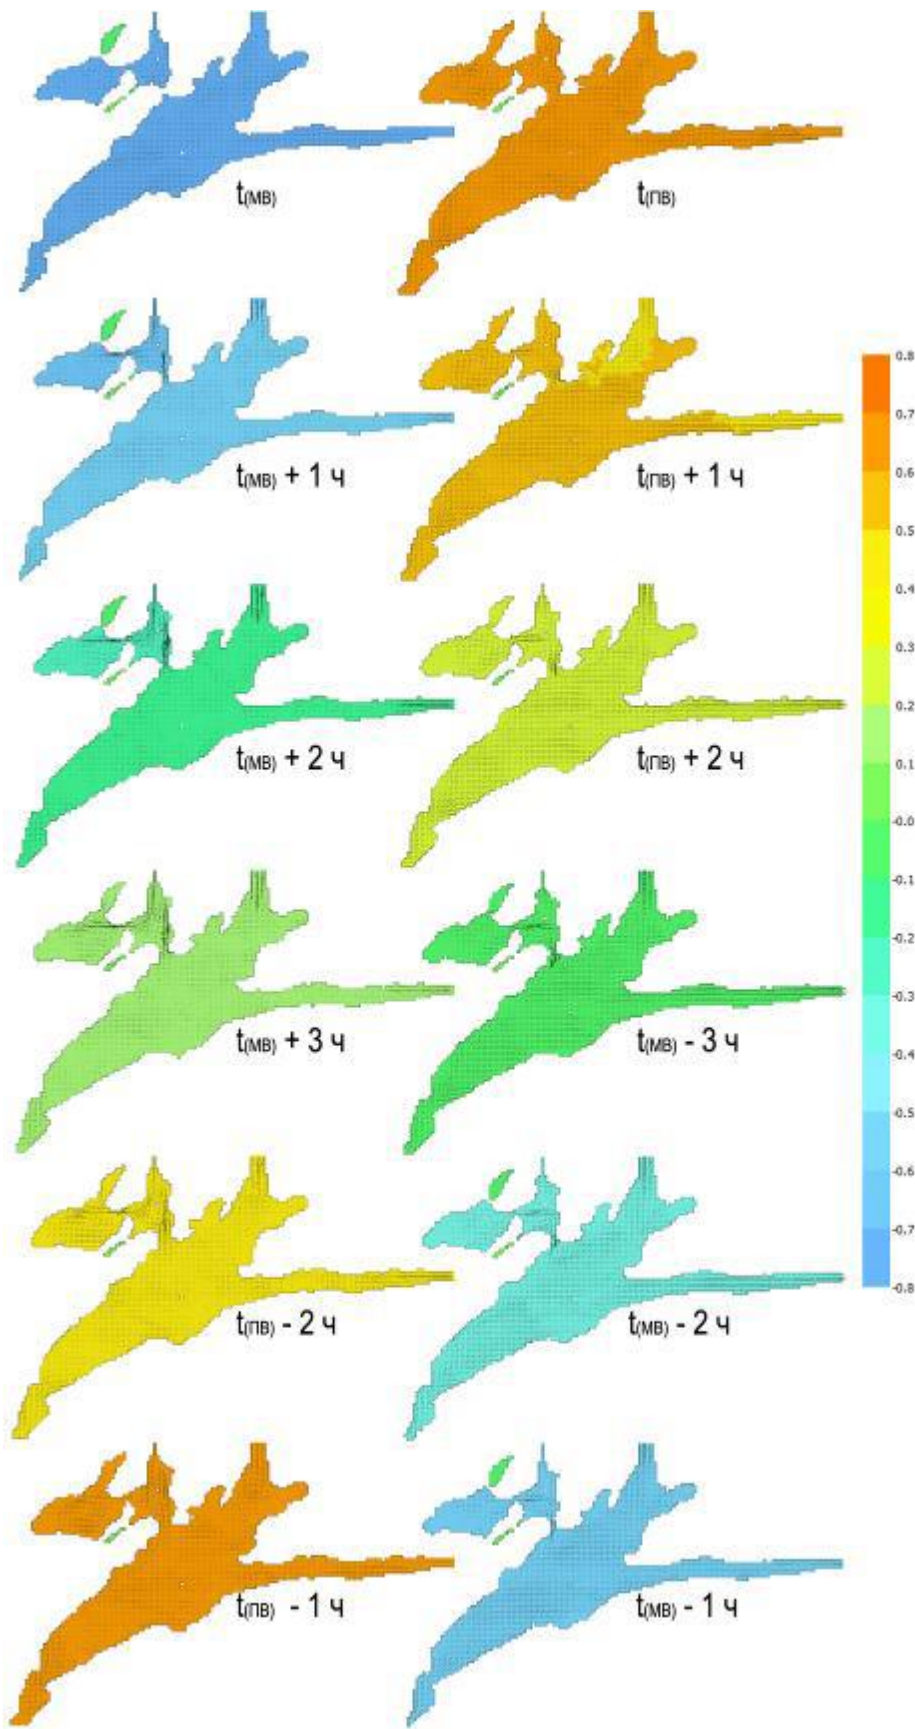 t(МВ)
t(ПВ)
t(МВ) + 1 ч
t(ПВ) + 1 ч
t(МВ) + 2 ч
t(ПВ) + 2 ч
t(МВ) + 3 ч
t(МВ) - 3 ч
t(ПВ) - 2 ч
t(МВ) - 2 ч
t(ПВ) - 1 ч
t(МВ) - 1 ч
0.8
0.7
0.6
0.5
0.4
0.3
0.2
0.1
-0.0
-0.1
-0.2
-0.3
-0.4
-0.5
-0.6
-0.7
-0.8